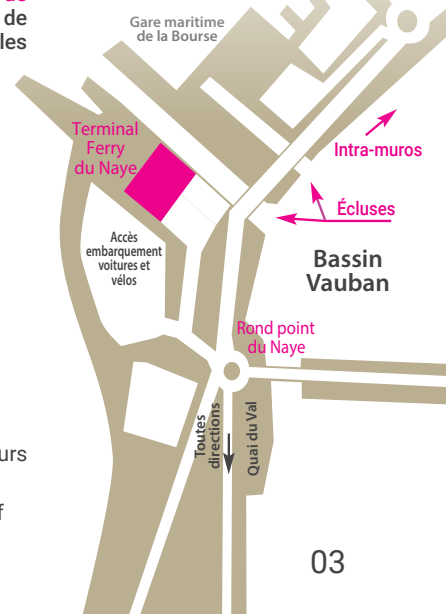 de
de
les
Gare maritime
de la Bourse
Terminal
Ferry
du Naye
Intra-muros
Écluses
Accès
embarquement
voitures et
vélos
Bassin
Vauban
Rond point
du Naye
Toutes
directions
Quai du Val
urs
f
03